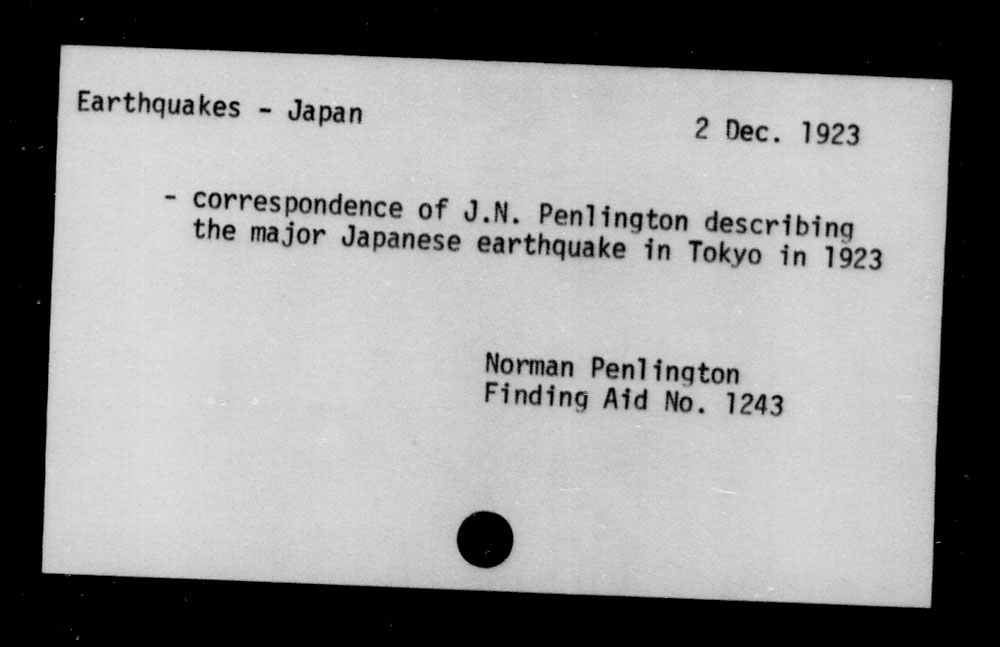 Earthquakes - Japan
2 Dec. 1923
- correspondence of J.N. Penlington describing
the major Japanese earthquake in Tokyo in 1923
Norman Penlington
Finding Aid No. 1243